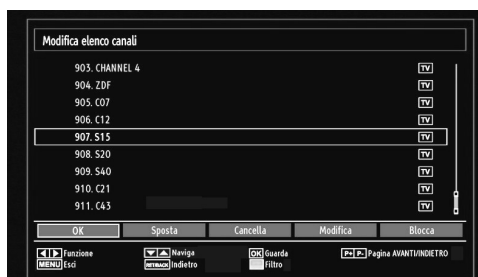 Modifica elenco canali
903. CHANNEL 4 TV
904. ZDF TV
905. C07 TV
906. C12 TV
907. S15 TV
908. S20 TV
909. S40 TV
910. C21 TV
911. C43 TV
OK Sposta Cancella Modifica Blocca
Funzione Naviga OK Guarda P+ P- Pagina AVANTI/INDIETRO
MENU Esci RET/BACK Indietro Filtro